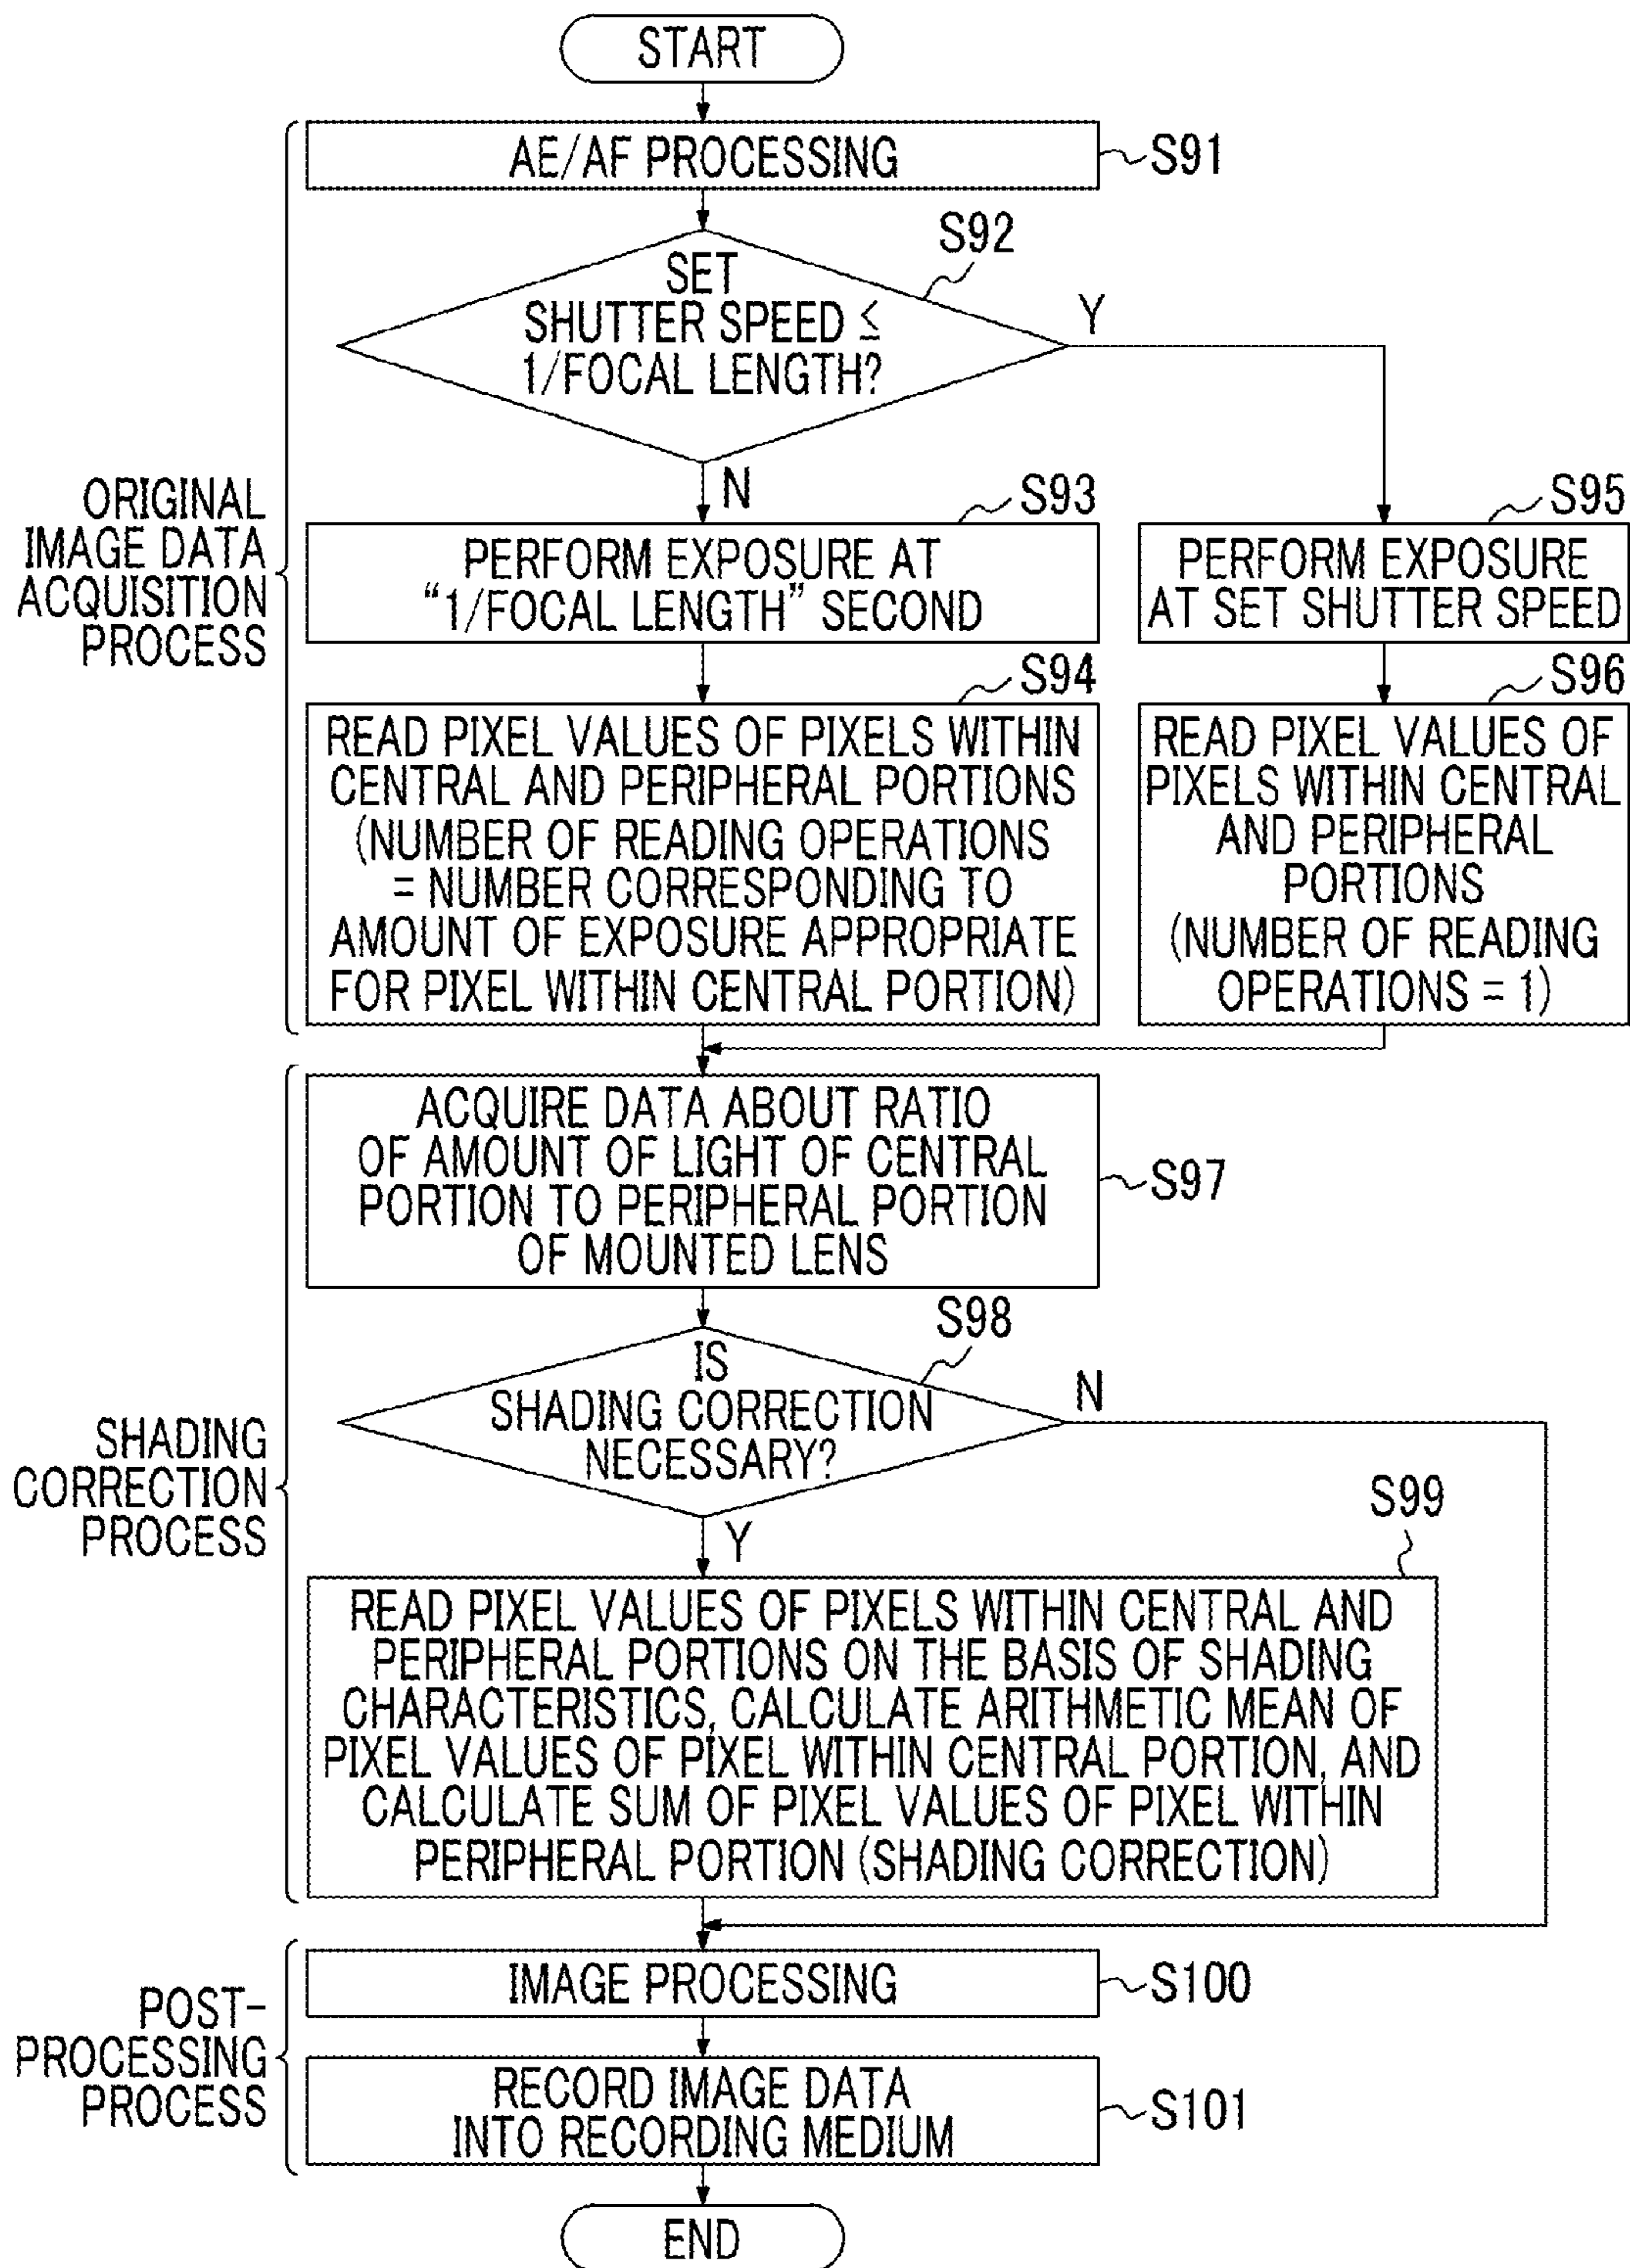 START
AE/AF PROCESSING
S91
S92
SET
SHUTTER SPEED ≦
1/FOCAL LENGTH?
Y
N
ORIGINAL
IMAGE DATA
ACQUISITION
PROCESS
S93
PERFORM EXPOSURE AT
“1/FOCAL LENGTH” SECOND
S95
PERFORM EXPOSURE
AT SET SHUTTER SPEED
S94
READ PIXEL VALUES OF PIXELS WITHIN
CENTRAL AND PERIPHERAL PORTIONS
(NUMBER OF READING OPERATIONS
= NUMBER CORRESPONDING TO
AMOUNT OF EXPOSURE APPROPRIATE
FOR PIXEL WITHIN CENTRAL PORTION)
S96
READ PIXEL VALUES OF
PIXELS WITHIN CENTRAL
AND PERIPHERAL
PORTIONS
(NUMBER OF READING
OPERATIONS = 1)
ACQUIRE DATA ABOUT RATIO
OF AMOUNT OF LIGHT OF CENTRAL
PORTION TO PERIPHERAL PORTION
OF MOUNTED LENS
S97
S98
IS
SHADING CORRECTION
NECESSARY?
N
Y
SHADING
CORRECTION
PROCESS
S99
READ PIXEL VALUES OF PIXELS WITHIN CENTRAL AND
PERIPHERAL PORTIONS ON THE BASIS OF SHADING
CHARACTERISTICS, CALCULATE ARITHMETIC MEAN OF
PIXEL VALUES OF PIXEL WITHIN CENTRAL PORTION, AND
CALCULATE SUM OF PIXEL VALUES OF PIXEL WITHIN
PERIPHERAL PORTION (SHADING CORRECTION)
POST-
PROCESSING
PROCESS
IMAGE PROCESSING
S100
RECORD IMAGE DATA
INTO RECORDING MEDIUM
S101
END